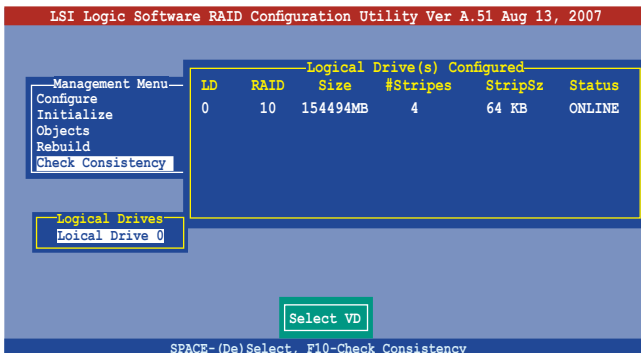 LSI Logic Software RAID Configuration Utility Ver A.51 Aug 13, 2007
Logical Drive(s) Configured
LD RAID Size #Stripes StripSz Status
0 10 154494MB 4 64 KB ONLINE
Management Menu
Configure
Initialize
Objects
Rebuild
Check Consistency
Logical Drives
Loical Drive 0
Select VD
SPACE-(De)Select, F10-Check Consistency